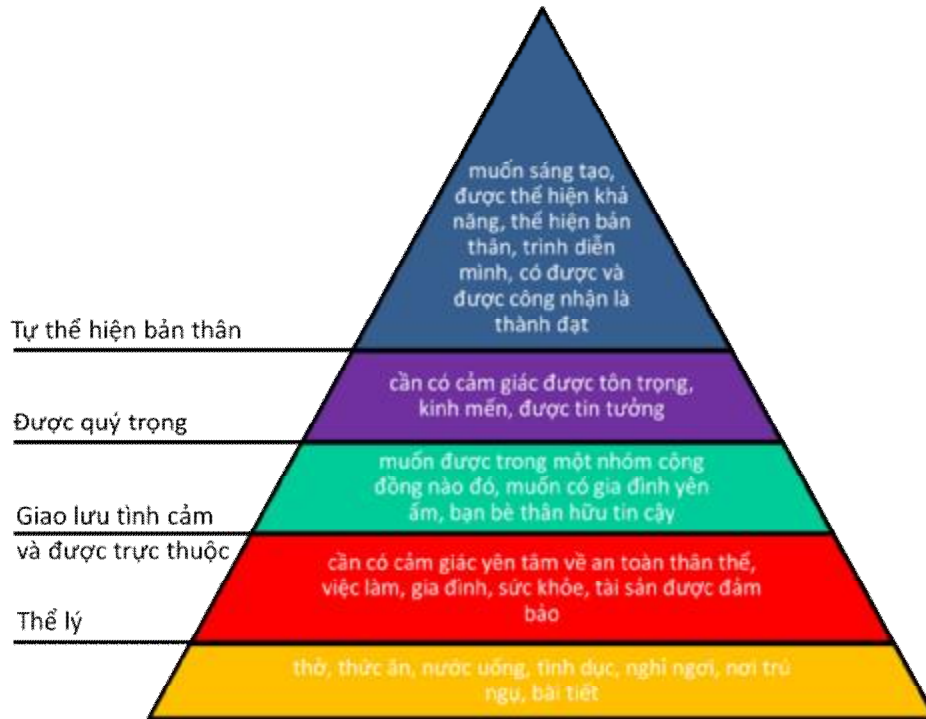 muốn sáng tạo,
được thể hiện khả
năng, thể hiện bản
thân, trình diễn
mình, có được và
được công nhận là
thành đạt
Tự thể hiện bản thân
cần có cảm giác được tôn trọng,
kinh mến, được tin tưởng
Được quý trọng
muốn được trong một nhóm cộng
đồng nào đó, muốn có gia đình yên
ấm, bạn bè thân hữu tin cậy
Giao lưu tình cảm
và được trực thuộc
cần có cảm giác yên tâm về an toàn thân thể,
việc làm, gia đình, sức khỏe, tài sản được đảm
bảo
Thể lý
thở, thức ăn, nước uống, tình dục, nghỉ ngơi, nơi trú
ngụ, bài tiết